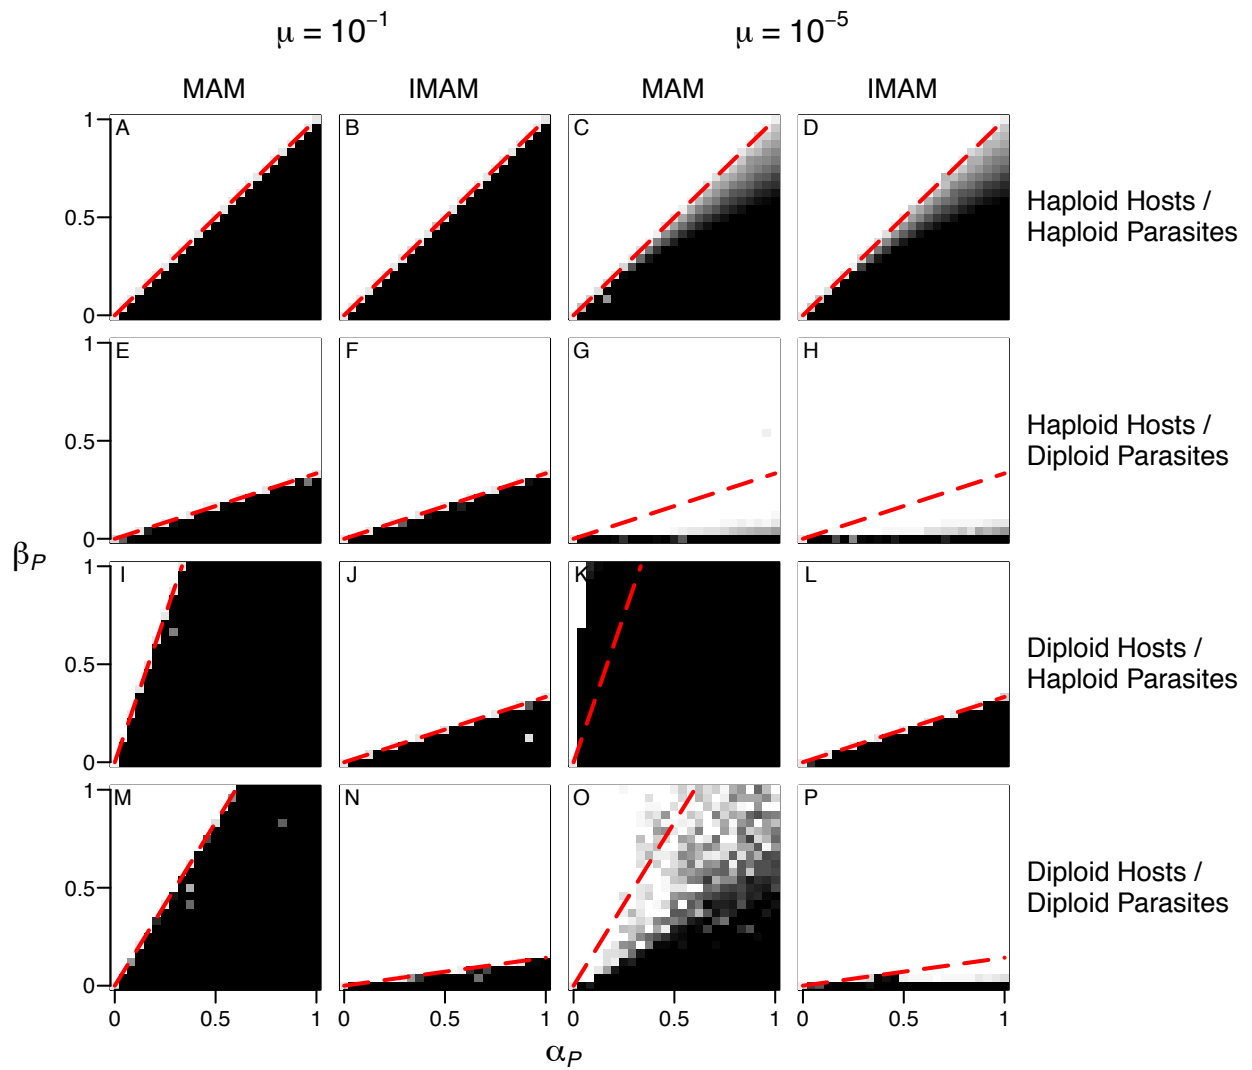 μ = 10⁻¹ μ = 10⁻⁵
MAM IMAM MAM IMAM
A B C D
1
0.5
0
Haploid Hosts /
Haploid Parasites
E F G H
1
0.5
0
Haploid Hosts /
Diploid Parasites
βP
I J K L
1
0.5
0
Diploid Hosts /
Haploid Parasites
M N O P
1
0.5
0
Diploid Hosts /
Diploid Parasites
0 0.5 1 0 0.5 1 0 0.5 1 0 0.5 1
αP